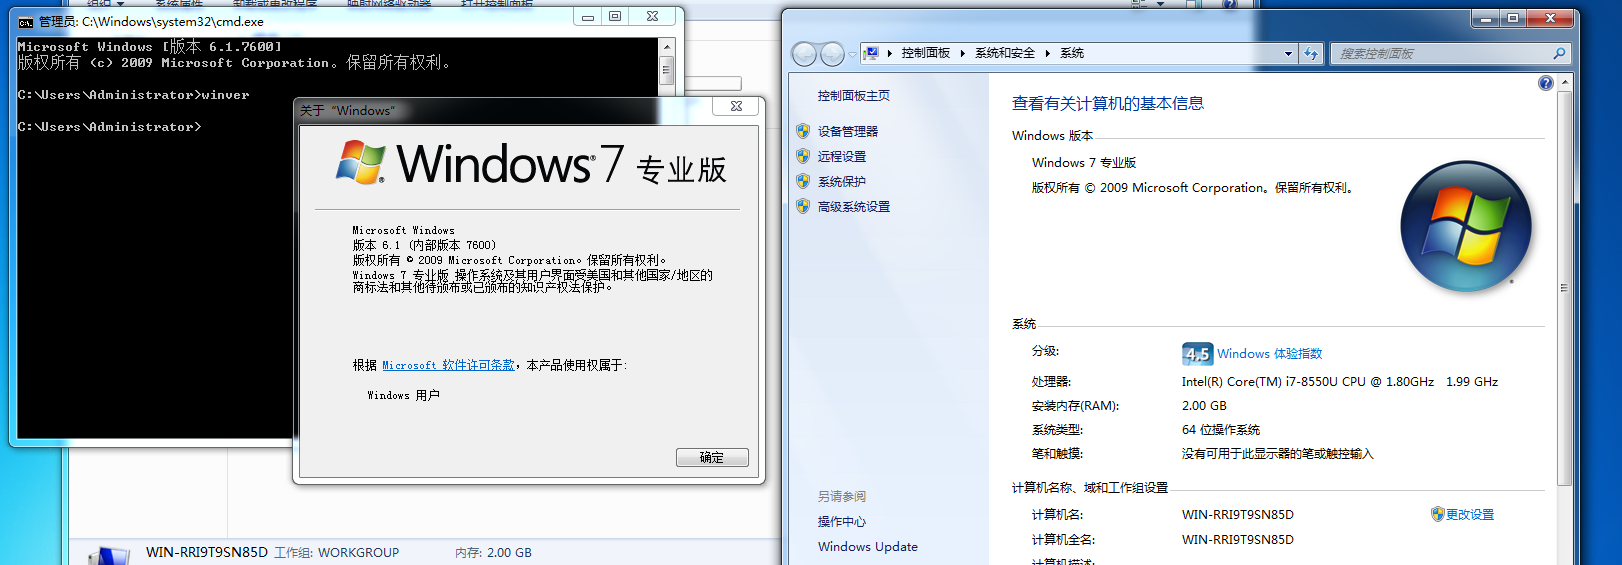 管理员: C:\Windows\system32\cmd.exe
Microsoft Windows [版本 6.1.7600]
版权所有 (c) 2009 Microsoft Corporation。保留所有权利。
C:\Users\Administrator>winver
C:\Users\Administrator>
关于“Windows”
Windows® 7 专业版
Microsoft Windows
版本 6.1 (内部版本 7600)
版权所有 © 2009 Microsoft Corporation。保留所有权利。
Windows 7 专业版 操作系统及其用户界面受美国和其他国家/地区的
商标法和其他待颁布或已颁布的知识产权法保护。
根据 Microsoft 软件许可条款，本产品使用权属于:
Windows 用户
确定
WIN-RRI9T9SN85D 工作组: WORKGROUP 内存: 2.00 GB
控制面板 系统和安全 系统
搜索控制面板
控制面板主页
设备管理器
远程设置
系统保护
高级系统设置
另请参阅
操作中心
Windows Update
查看有关计算机的基本信息
Windows 版本
Windows 7 专业版
版权所有 © 2009 Microsoft Corporation。保留所有权利。
系统
分级: 4.5 Windows 体验指数
处理器: Intel(R) Core(TM) i7-8550U CPU @ 1.80GHz 1.99 GHz
安装内存(RAM): 2.00 GB
系统类型: 64 位操作系统
笔和触摸: 没有可用于此显示器的笔或触控输入
计算机名称、域和工作组设置
计算机名: WIN-RRI9T9SN85D 更改设置
计算机全名: WIN-RRI9T9SN85D